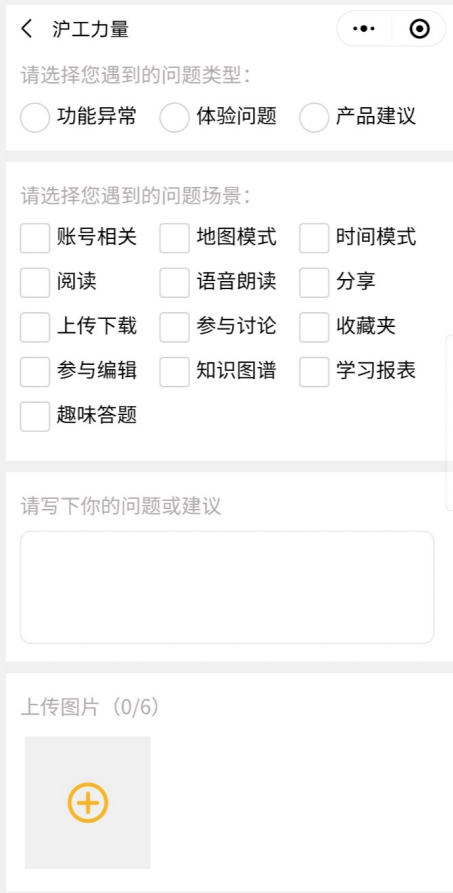 沪工力量
请选择您遇到的问题类型：
功能异常 体验问题 产品建议
请选择您遇到的问题场景：
账号相关 地图模式 时间模式
阅读 语音朗读 分享
上传下载 参与讨论 收藏夹
参与编辑 知识图谱 学习报表
趣味答题
请写下你的问题或建议
上传图片（0/6）